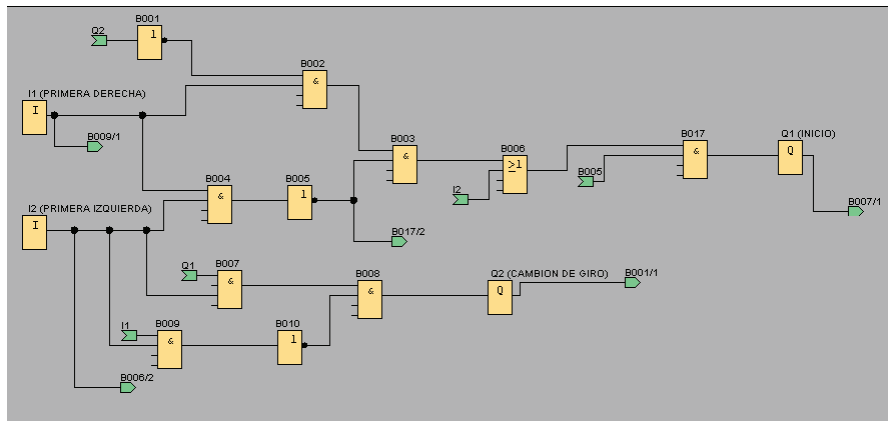 B001
Q2
1
B002
&
I1 (PRIMERA DERECHA)
I
B009/1
B003
&
B006
>1
B017
&
Q1 (INICIO)
Q
B004
&
B005
1
I2
B005
B007/1
I2 (PRIMERA IZQUIERDA)
I
B017/2
Q1
B007
&
B008
&
Q2 (CAMBION DE GIRO)
Q
B001/1
I1
B009
&
B010
1
B006/2